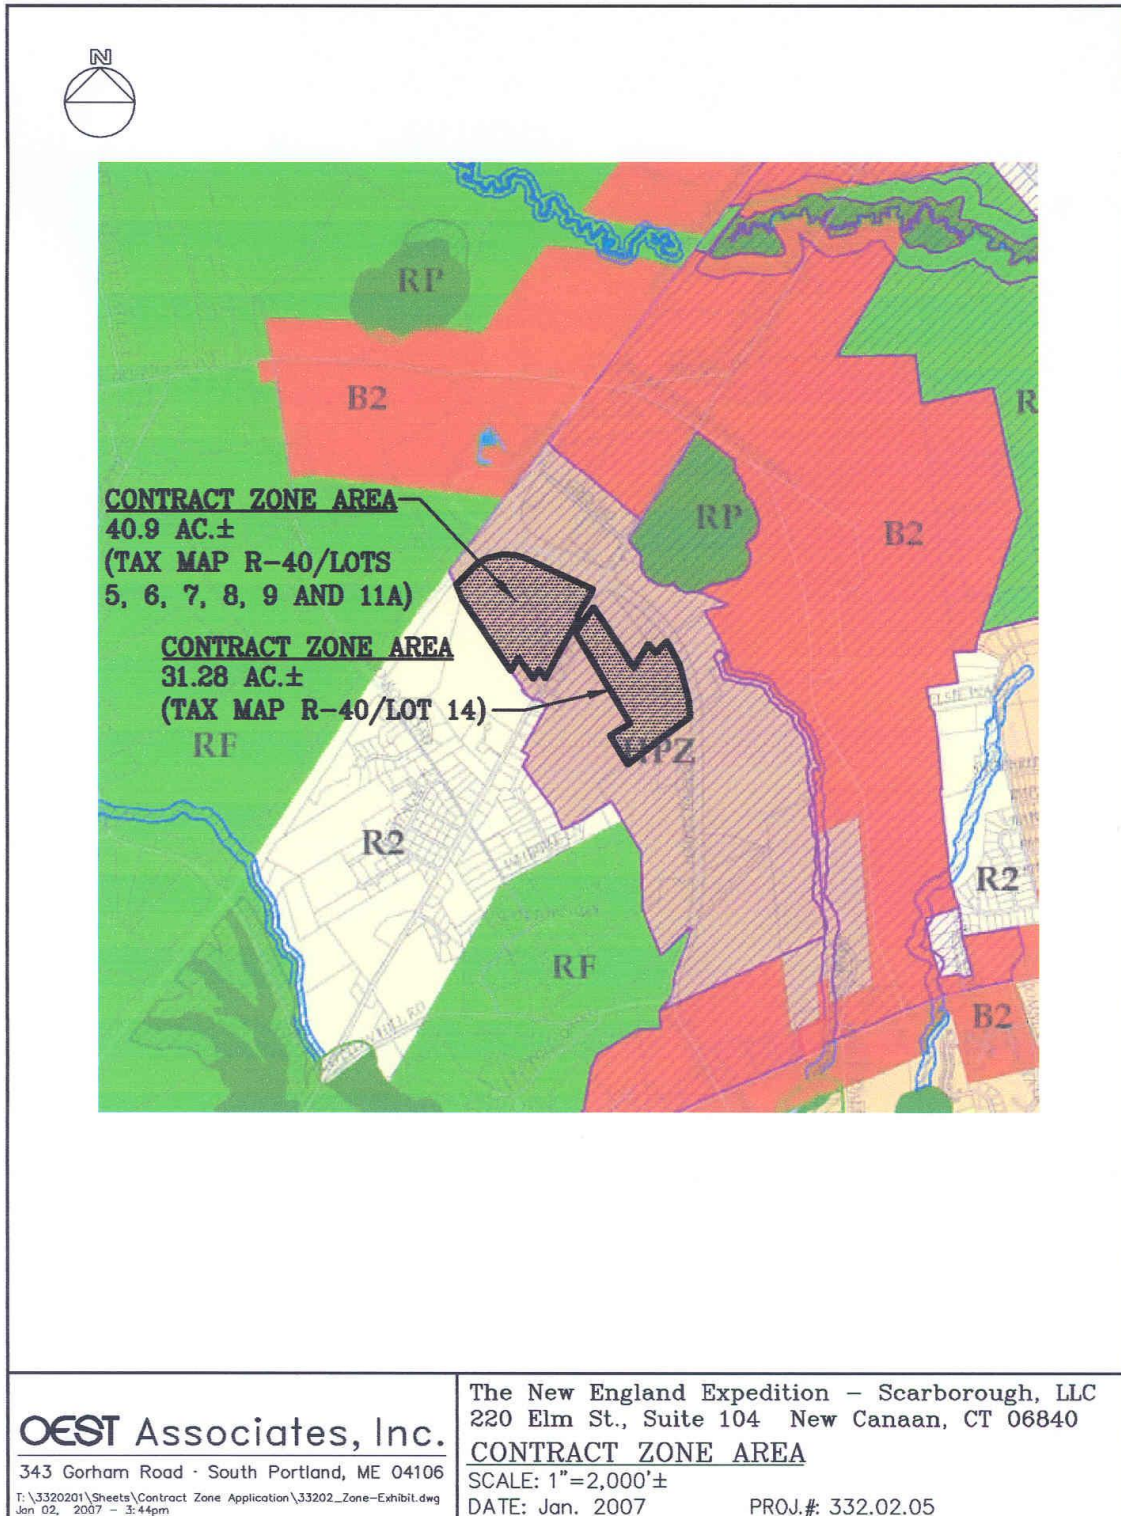 N
RP
B2
CONTRACT ZONE AREA
40.9 AC.±
(TAX MAP R-40/LOTS
5, 6, 7, 8, 9 AND 11A)
RP
B2
R
CONTRACT ZONE AREA
31.28 AC.±
(TAX MAP R-40/LOT 14)
RF
R2
RF
R2
B2
OEST Associates, Inc.
343 Gorham Road · South Portland, ME 04106
T:\3320201\Sheets\Contract Zone Application\33202_Zone-Exhibit.dwg
Jan 02, 2007 - 3:44pm
The New England Expedition – Scarborough, LLC
220 Elm St., Suite 104 New Canaan, CT 06840
CONTRACT ZONE AREA
SCALE: 1"=2,000'±
DATE: Jan. 2007 PROJ.#: 332.02.05